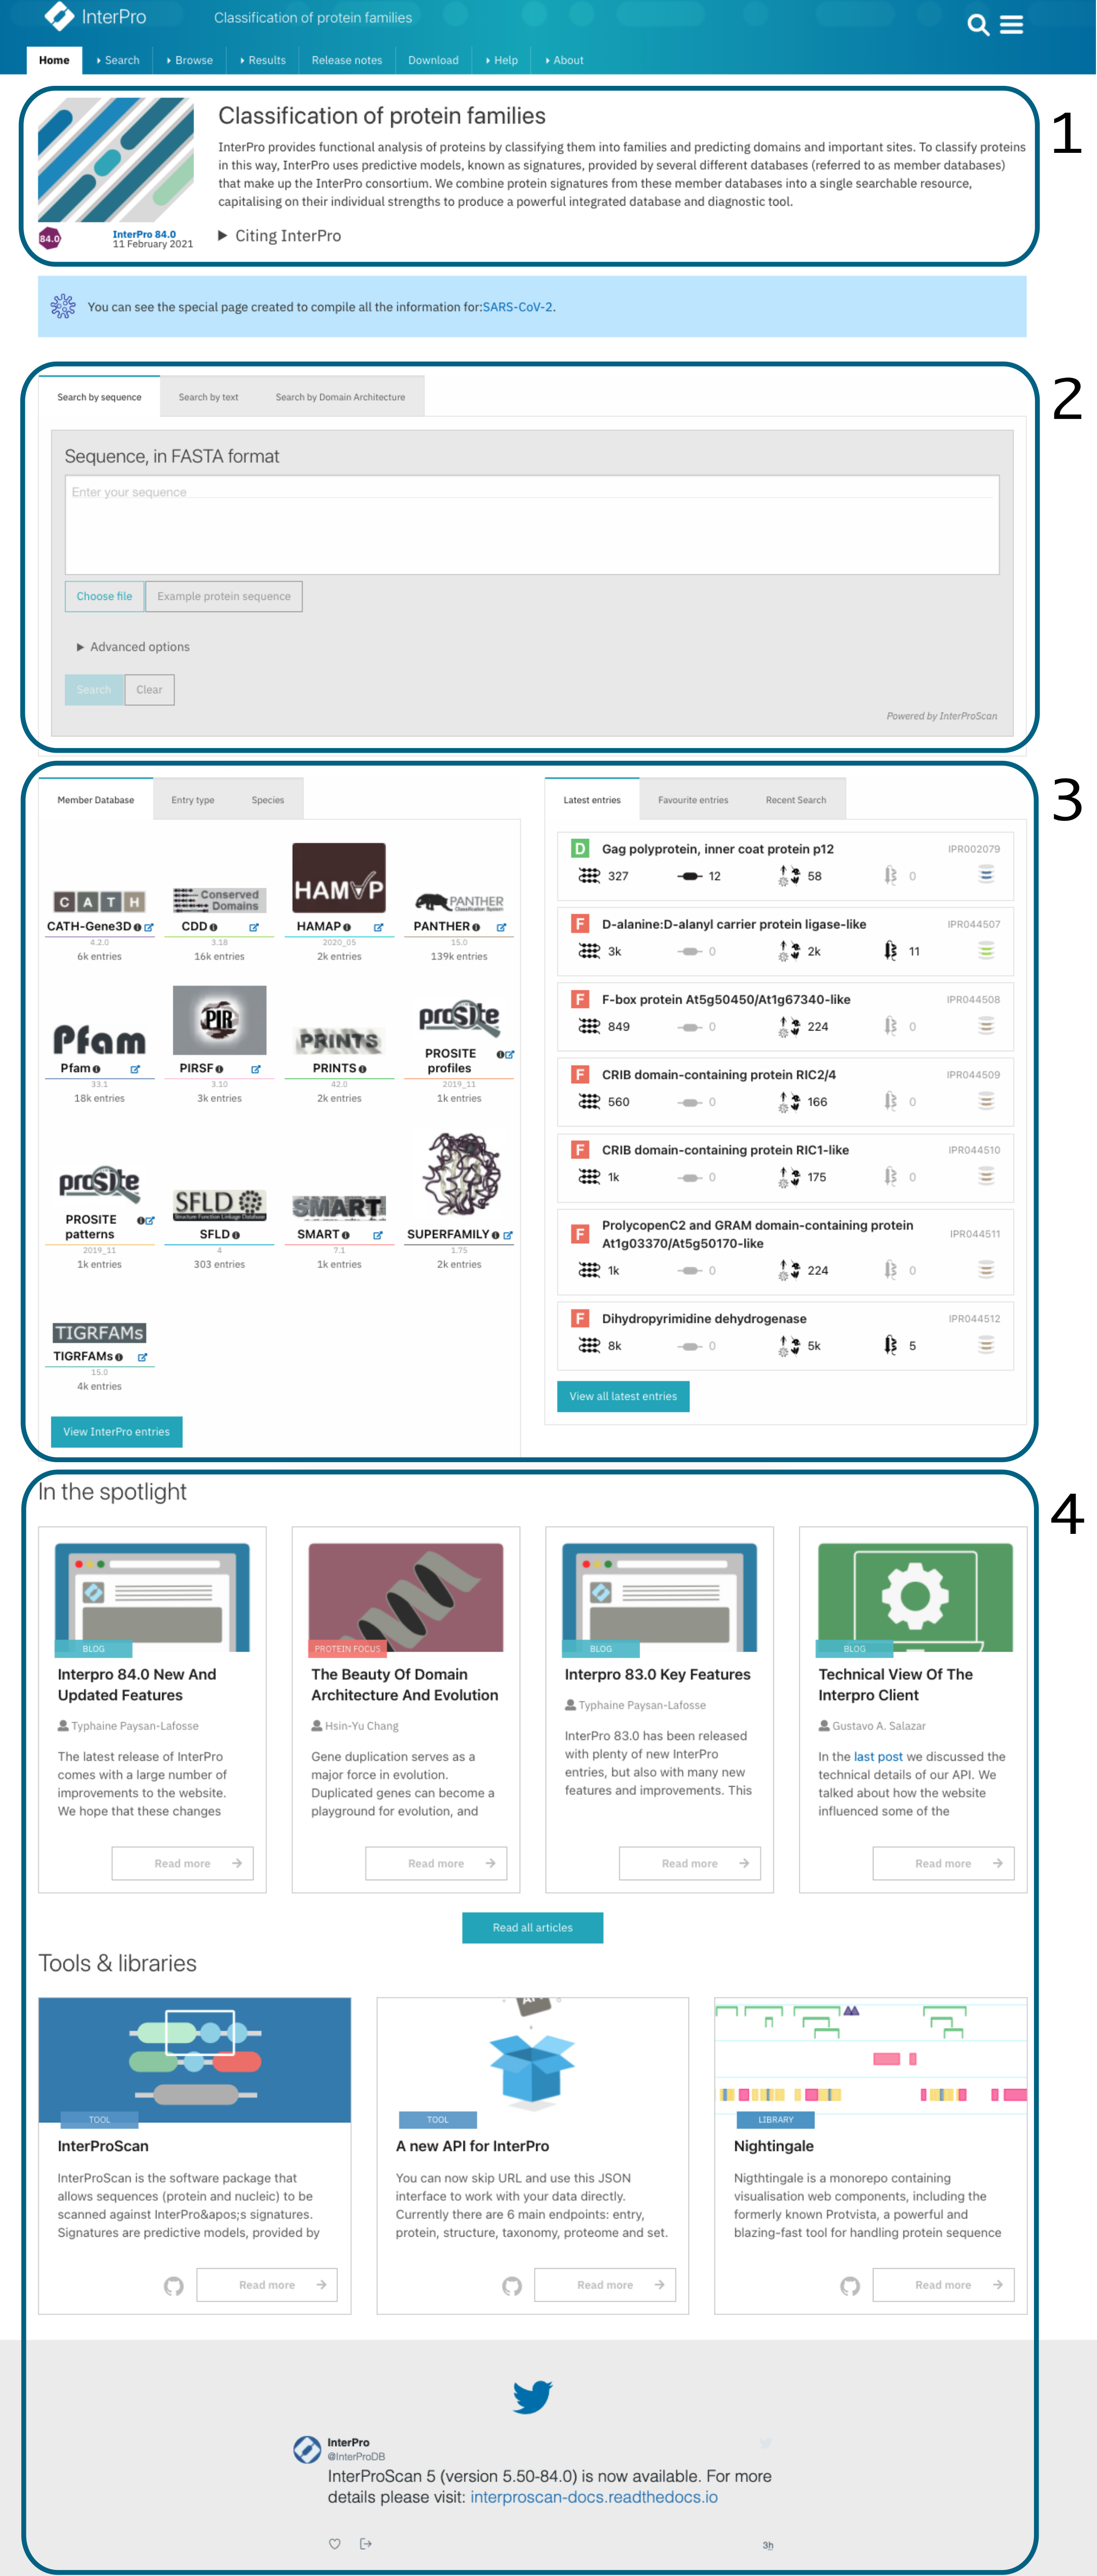 InterPro
Classification of protein families
Home
Search
Browse
Results
Release notes
Download
Help
About
1
Classification of protein families
InterPro provides functional analysis of proteins by classifying them into families and predicting domains and important sites. To classify proteins
in this way, InterPro uses predictive models, known as signatures, provided by several different databases (referred to as member databases)
that make up the InterPro consortium. We combine protein signatures from these member databases into a single searchable resource,
capitalising on their individual strengths to produce a powerful integrated database and diagnostic tool.
84.0
InterPro 84.0
11 February 2021
Citing InterPro
You can see the special page created to compile all the information for:SARS-CoV-2.
2
Search by sequence
Search by text
Search by Domain Architecture
Sequence, in FASTA format
Enter your sequence
Choose file
Example protein sequence
Advanced options
Search
Clear
Powered by InterProScan
3
Member Database
Entry type
Species
CATH
CATH-Gene3D
4.2.0
6k entries
Conserved
Domains
CDD
3.18
16k entries
HAMAP
HAMAP
2020_05
2k entries
PANTHER
Classification System
PANTHER
15.0
139k entries
Pfam
Pfam
33.1
18k entries
PIR
PIRSF
3.10
3k entries
PRINTS
PRINTS
42.0
2k entries
prosite
PROSITE
profiles
2019_11
1k entries
prosite
PROSITE
patterns
2019_11
1k entries
SFLD
Structure Function Linkage Database
SFLD
4
303 entries
SMART
SMART
7.1
1k entries
SUPERFAMILY
1.75
2k entries
TIGRFAMs
TIGRFAMs
15.0
4k entries
View InterPro entries
Latest entries
Favourite entries
Recent Search
D Gag polyprotein, inner coat protein p12 IPR002079
327 12 58 0
F D-alanine:D-alanyl carrier protein ligase-like IPR044507
3k 0 2k 11
F F-box protein At5g50450/At1g67340-like IPR044508
849 0 224 0
F CRIB domain-containing protein RIC2/4 IPR044509
560 0 166 0
F CRIB domain-containing protein RIC1-like IPR044510
1k 0 175 0
F ProlycopenC2 and GRAM domain-containing protein
At1g03370/At5g50170-like IPR044511
1k 0 224 0
F Dihydropyrimidine dehydrogenase IPR044512
8k 0 5k 5
View all latest entries
4
In the spotlight
BLOG
Interpro 84.0 New And
Updated Features
Typhaine Paysan-Lafosse
The latest release of InterPro
comes with a large number of
improvements to the website.
We hope that these changes
Read more
PROTEIN FOCUS
The Beauty Of Domain
Architecture And Evolution
Hsin-Yu Chang
Gene duplication serves as a
major force in evolution.
Duplicated genes can become a
playground for evolution, and
Read more
BLOG
Interpro 83.0 Key Features
Typhaine Paysan-Lafosse
InterPro 83.0 has been released
with plenty of new InterPro
entries, but also with many new
features and improvements. This
Read more
BLOG
Technical View Of The
Interpro Client
Gustavo A. Salazar
In the last post we discussed the
technical details of our API. We
talked about how the website
influenced some of the
Read more
Read all articles
Tools & libraries
TOOL
InterProScan
InterProScan is the software package that
allows sequences (protein and nucleic) to be
scanned against InterPro&apos;s signatures.
Signatures are predictive models, provided by
Read more
API
TOOL
A new API for InterPro
You can now skip URL and use this JSON
interface to work with your data directly.
Currently there are 6 main endpoints: entry,
protein, structure, taxonomy, proteome and set.
Read more
LIBRARY
Nightingale
Nigthtingale is a monorepo containing
visualisation web components, including the
formerly known Protvista, a powerful and
blazing-fast tool for handling protein sequence
Read more
InterPro
@InterProDB
InterProScan 5 (version 5.50-84.0) is now available. For more
details please visit: interproscan-docs.readthedocs.io
3h